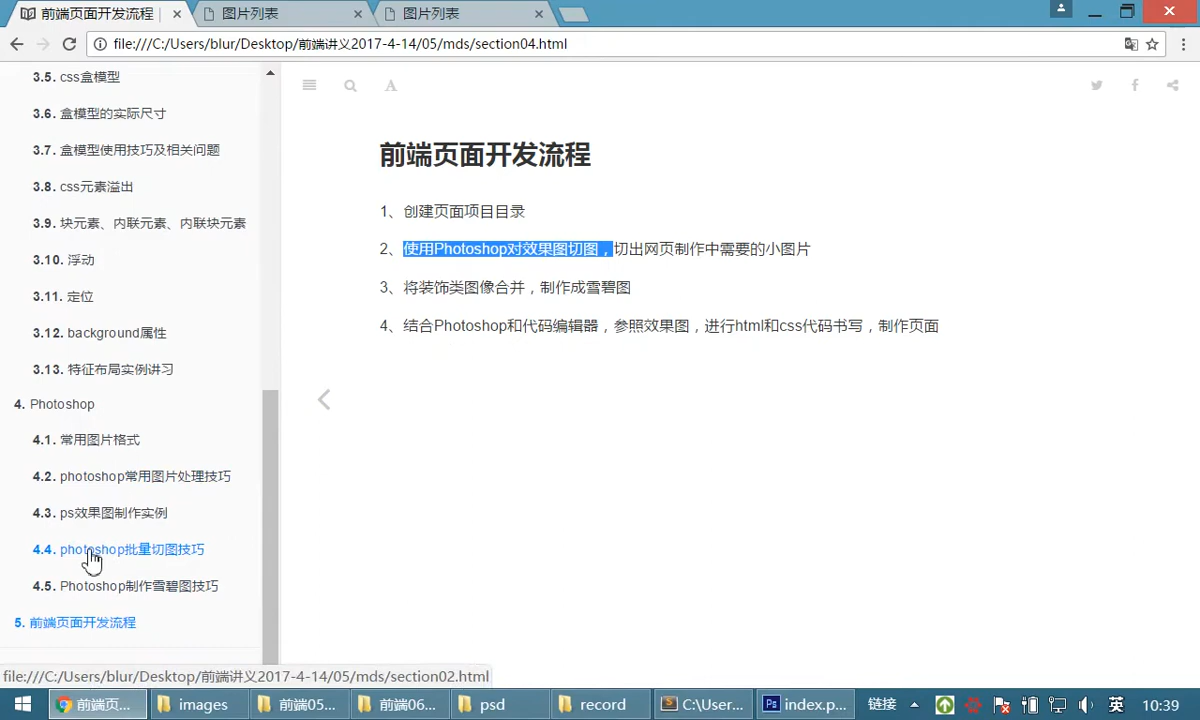 前端页面开发流程
图片列表
图片列表
file:///C:/Users/blur/Desktop/前端讲义2017-4-14/05/mds/section04.html
3.5. css盒模型
3.6. 盒模型的实际尺寸
3.7. 盒模型使用技巧及相关问题
3.8. css元素溢出
3.9. 块元素、内联元素、内联块元素
3.10. 浮动
3.11. 定位
3.12. background属性
3.13. 特征布局实例讲习
4. Photoshop
4.1. 常用图片格式
4.2. photoshop常用图片处理技巧
4.3. ps效果图制作实例
4.4. photoshop批量切图技巧
4.5. Photoshop制作雪碧图技巧
5. 前端页面开发流程
A
前端页面开发流程
1、创建页面项目目录
2、使用Photoshop对效果图切图，切出网页制作中需要的小图片
3、将装饰类图像合并，制作成雪碧图
4、结合Photoshop和代码编辑器，参照效果图，进行html和css代码书写，制作页面
file:///C:/Users/blur/Desktop/前端讲义2017-4-14/05/mds/section02.html
前端页...
images
前端05...
前端06...
psd
record
C:\User...
index.p...
链接
英
10:39